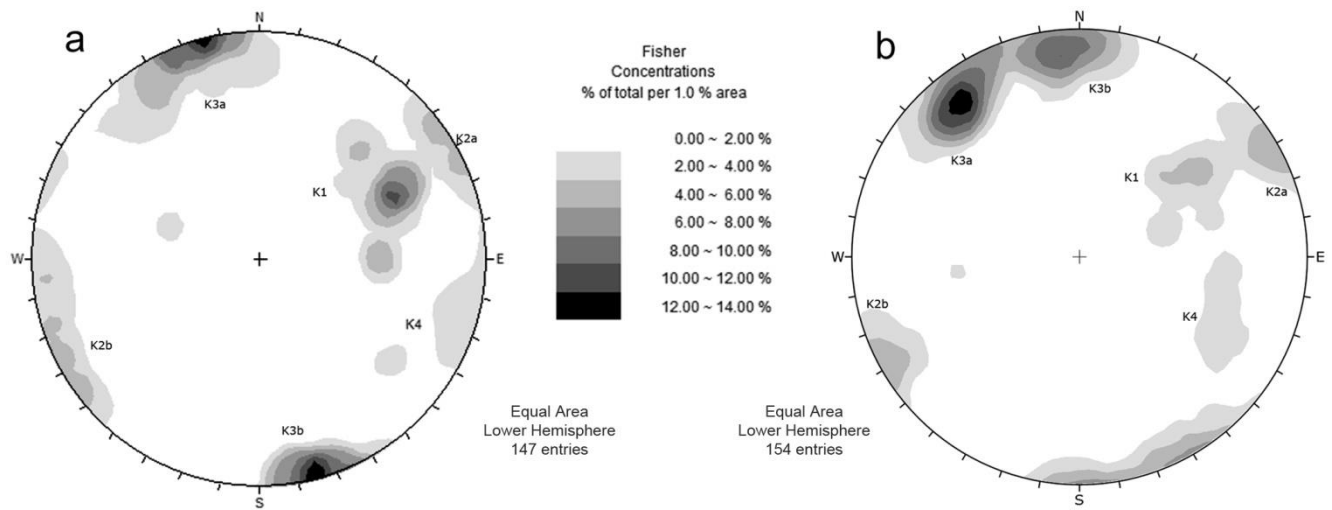 a
N
K3a
K2a
K1
W
E
K4
K2b
K3b
S
Equal Area
Lower Hemisphere
147 entries
Fisher
Concentrations
% of total per 1.0 % area
0.00 ~ 2.00 %
2.00 ~ 4.00 %
4.00 ~ 6.00 %
6.00 ~ 8.00 %
8.00 ~ 10.00 %
10.00 ~ 12.00 %
12.00 ~ 14.00 %
b
N
K3b
K3a
K1
K2a
W
E
K2b
K4
S
Equal Area
Lower Hemisphere
154 entries